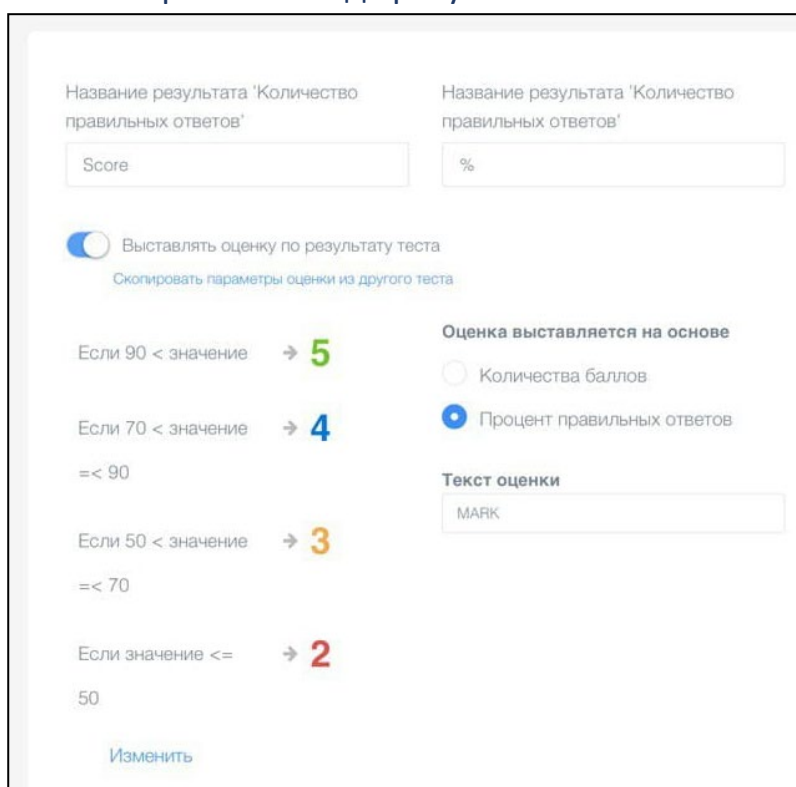 Название результата 'Количество
правильных ответов'
Score
Название результата 'Количество
правильных ответов'
%
Выставлять оценку по результату теста
Скопировать параметры оценки из другого теста
Если 90 < значение → 5
Если 70 < значение → 4
=< 90
Если 50 < значение → 3
=< 70
Если значение <= → 2
50
Изменить
Оценка выставляется на основе
Количества баллов
Процент правильных ответов
Текст оценки
MARK